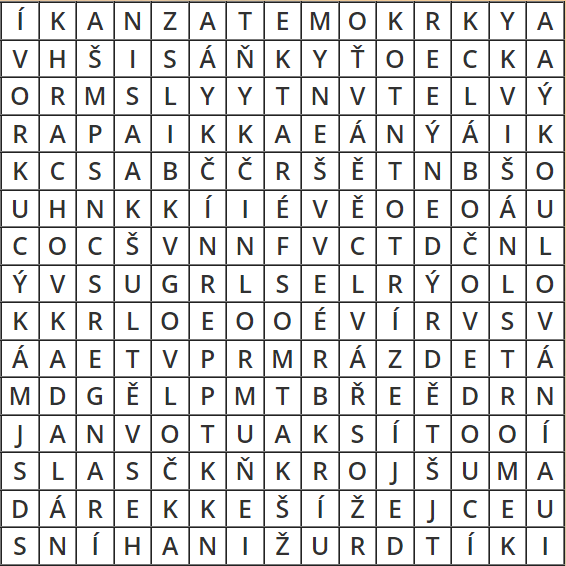 Í K A N Z A T E M O K R K Y A
V H Š I S Á Ň K Y Ť O E C K A
O R M S L Y Y T N V T E L V Ý
R A P A I K K A E Á N Ý Á I K
K C S A B Č Č R Š Ě T N B Š O
U H N K K Í I É V Ě O E O Á U
C O C Š V N N F V C T D Č N L
Ý V S U G R L S E L R Ý O L O
K K R L O E O O É V Í R V S V
Á A E T V P R M R Á Z D E T Á
M D G Ě L P M T B Ř E Ě D R N
J A N V O T U A K S Í T O O Í
S L A S Č K Ň K R O J Š U M A
D Á R E K K E Š Í Ž E J C E U
S N Í H A N I Ž U R D T Í K I